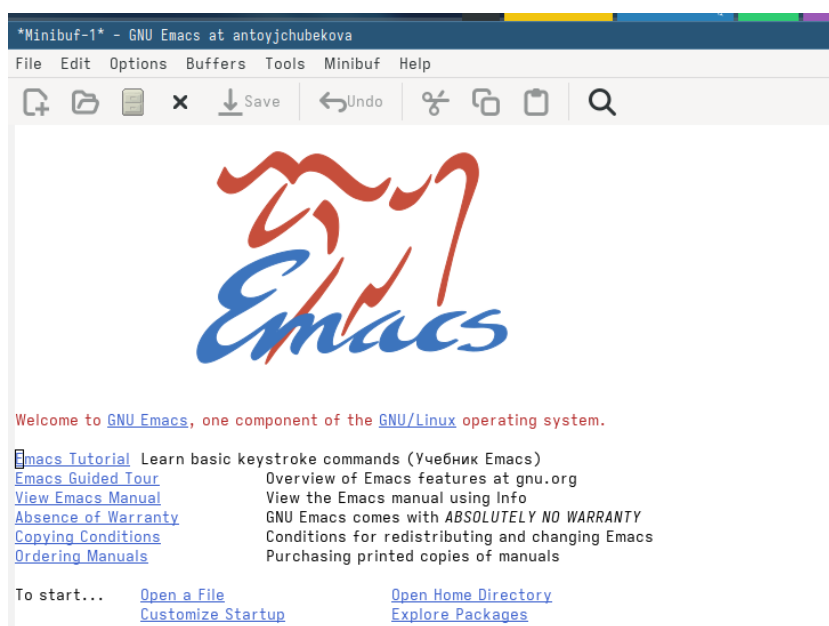 *Minibuf-1* - GNU Emacs at antoyjchubekova
File Edit Options Buffers Tools Minibuf Help
Save Undo
Emacs
Welcome to GNU Emacs, one component of the GNU/Linux operating system.
Emacs Tutorial Learn basic keystroke commands (Учебник Emacs)
Emacs Guided Tour Overview of Emacs features at gnu.org
View Emacs Manual View the Emacs manual using Info
Absence of Warranty GNU Emacs comes with ABSOLUTELY NO WARRANTY
Copying Conditions Conditions for redistributing and changing Emacs
Ordering Manuals Purchasing printed copies of manuals
To start... Open a File Open Home Directory
Customize Startup Explore Packages